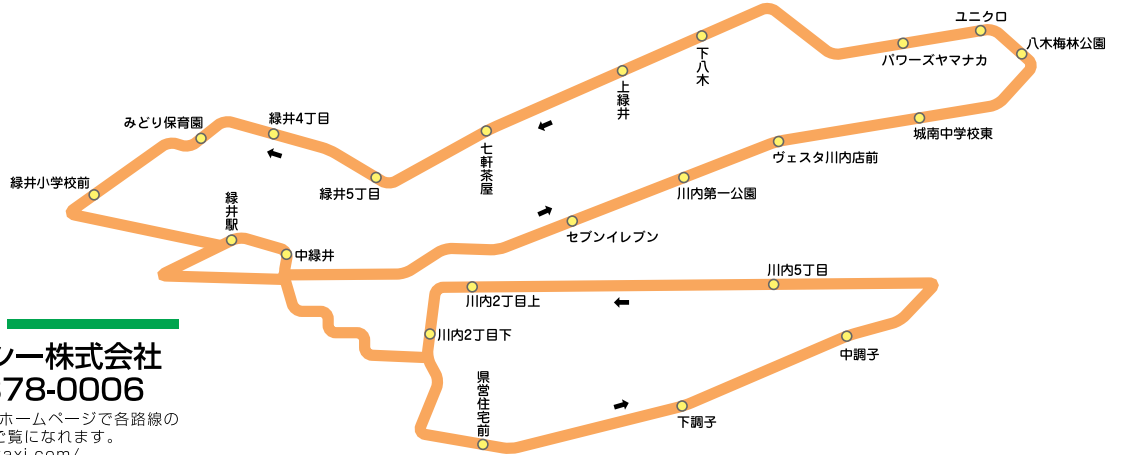 ユニクロ
八木梅林公園
パワーズヤマナカ
下八木
上緑井
緑井4丁目
みどり保育園
城南中学校東
七軒茶屋
ヴェスタ川内店前
緑井5丁目
緑井小学校前
川内第一公園
緑井駅
セブンイレブン
中緑井
川内5丁目
川内2丁目上
川内2丁目下
中調子
県営住宅前
下調子
シー株式会社
878-0006
ホームページで各路線の
ご覧になれます。
axi.com/